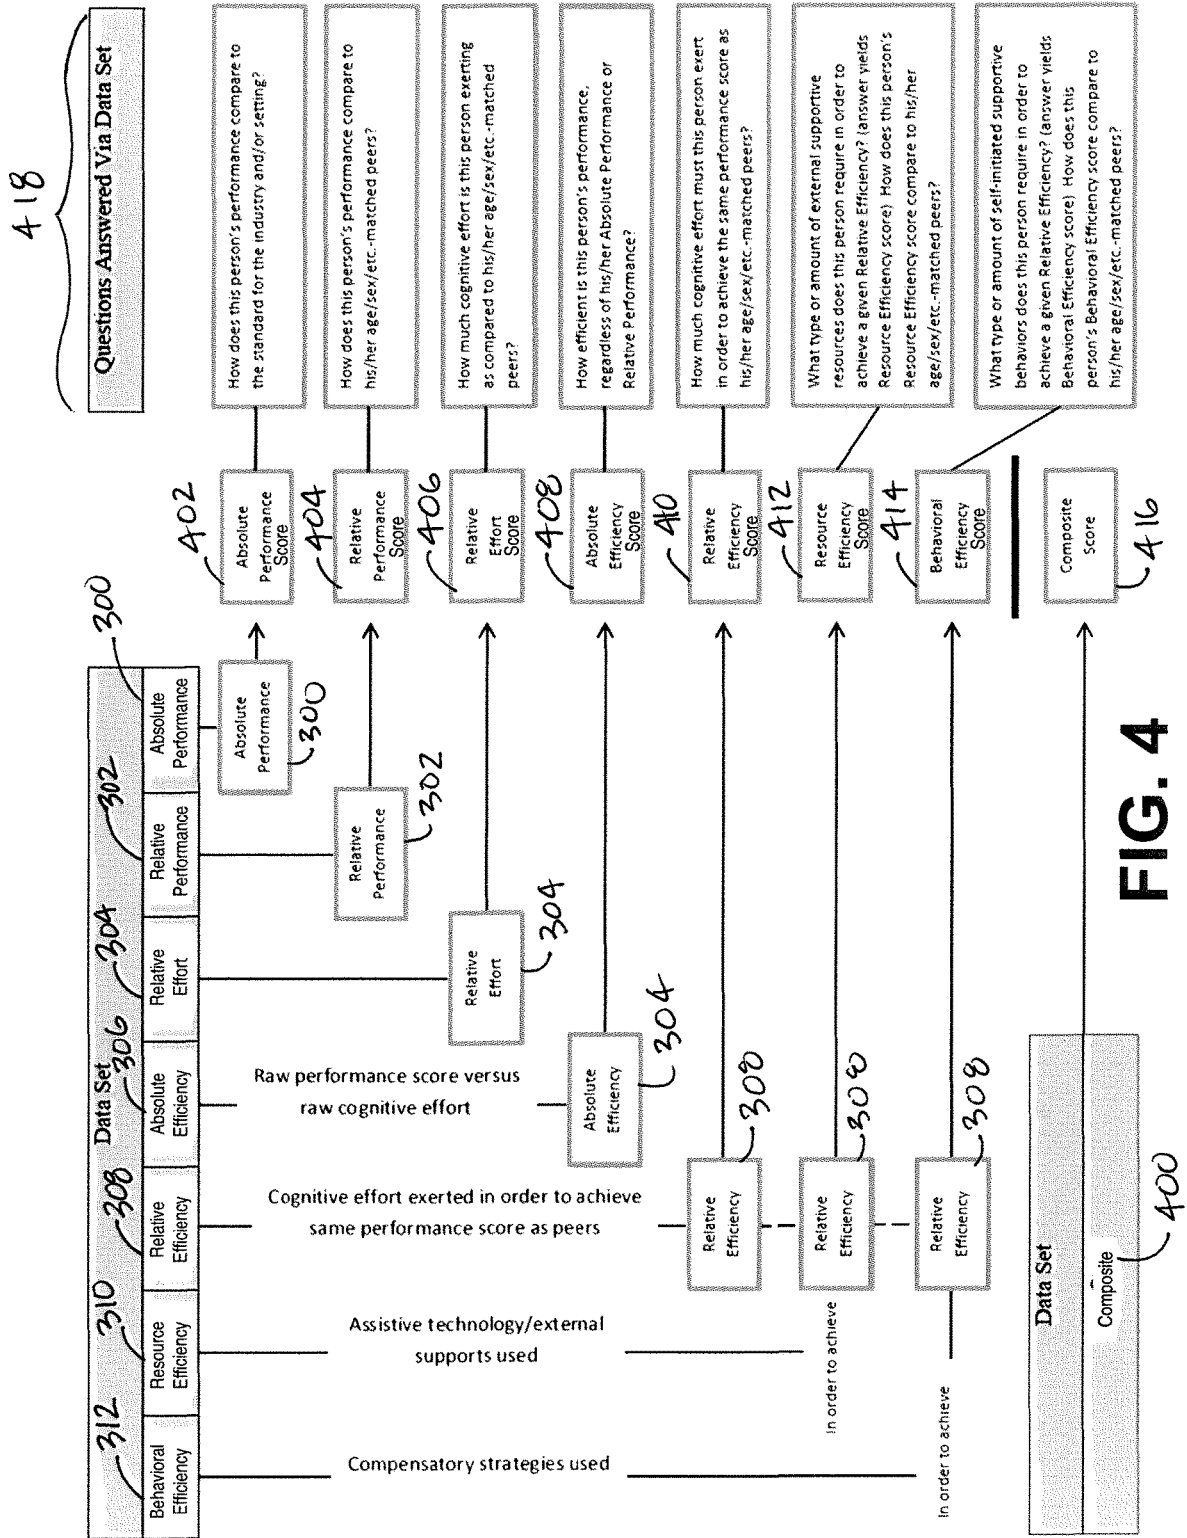 418
Questions Answered Via Data Set
Data Set
312
310
308
306
304
302
300
Behavioral
Efficiency
Resource
Efficiency
Relative
Efficiency
Absolute
Efficiency
Relative
Effort
Relative
Performance
Absolute
Performance
Absolute
Performance
300
402
Absolute
Performance
Score
How does this person's performance compare to
the standard for the industry and/or setting?
Relative
Performance
302
404
Relative
Performance
Score
How does this person's performance compare to
his/her age/sex/etc.-matched peers?
Relative
Effort
304
406
Relative
Effort
Score
How much cognitive effort is this person exerting
as compared to his/her age/sex/etc.-matched
peers?
Raw performance score versus
raw cognitive effort
Absolute
Efficiency
304
408
Absolute
Efficiency
Score
How efficient is this person's performance,
regardless of his/her Absolute Performance or
Relative Performance?
Cognitive effort exerted in order to achieve
same performance score as peers
Relative
Efficiency
308
410
Relative
Efficiency
Score
How much cognitive effort must this person exert
in order to achieve the same performance score as
his/her age/sex/etc.-matched peers?
Assistive technology/external
supports used
In order to achieve
Relative
Efficiency
308
412
Resource
Efficiency
Score
What type or amount of external supportive
resources does this person require in order to
achieve a given Relative Efficiency? (answer yields
Resource Efficiency score) How does this person's
Resource Efficiency score compare to his/her
age/sex/etc.-matched peers?
Compensatory strategies used
In order to achieve
Relative
Efficiency
308
414
Behavioral
Efficiency
Score
What type or amount of self-initiated supportive
behaviors does this person require in order to
achieve a given Relative Efficiency? (answer yields
Behavioral Efficiency score) How does this
person's Behavioral Efficiency score compare to
his/her age/sex/etc.-matched peers?
Data Set
Composite
400
Composite
Score
416
FIG. 4